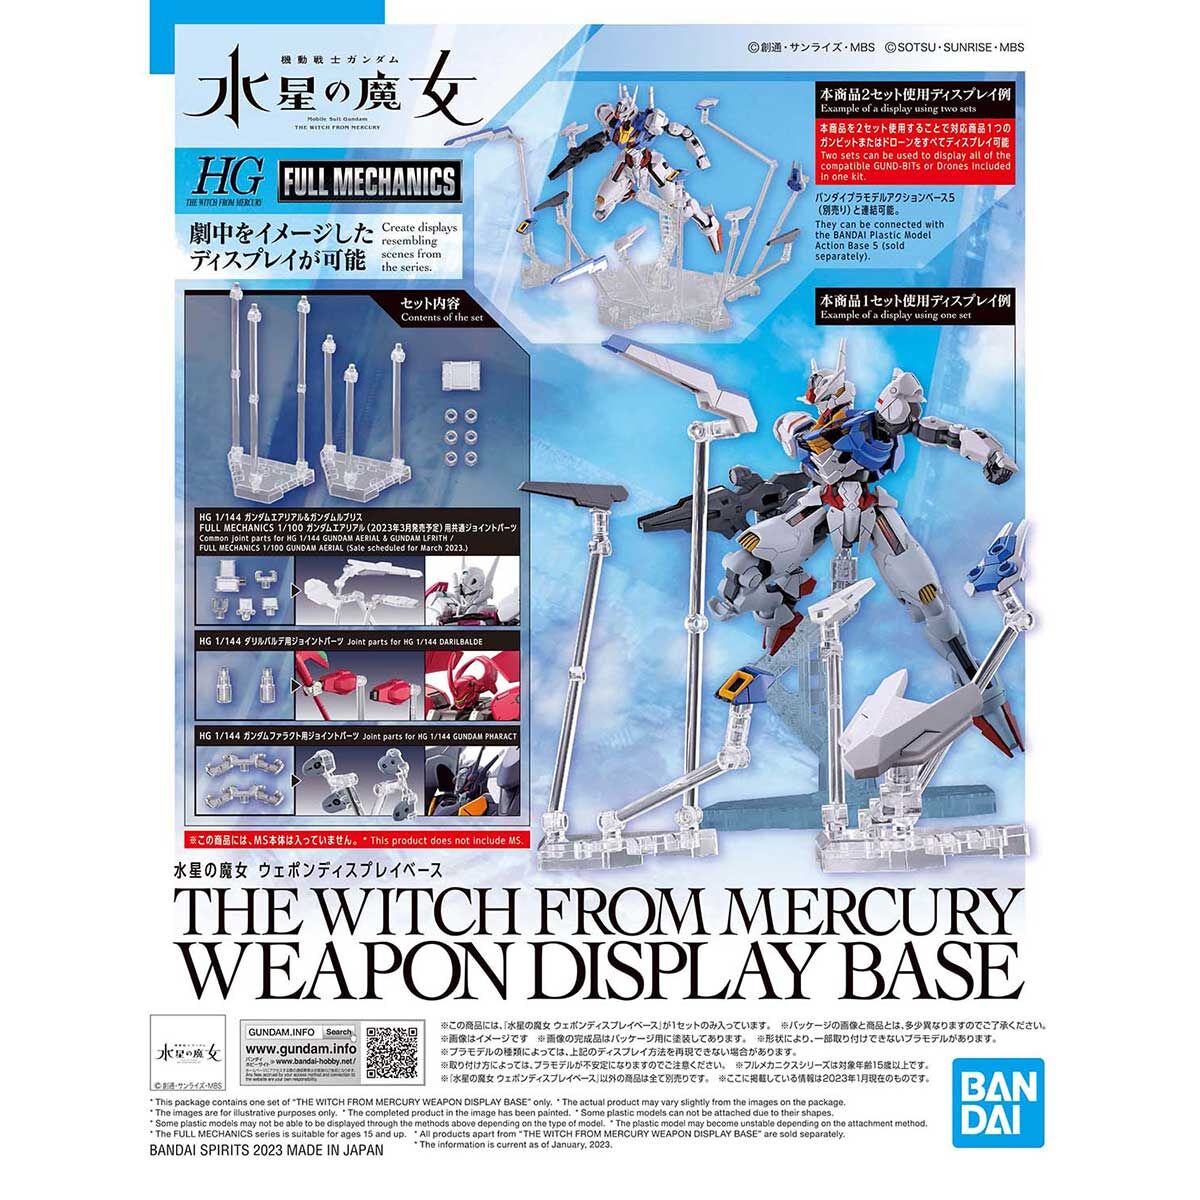 ©創通・サンライズ・MBS ©SOTSU・SUNRISE・MBS
機動戦士ガンダム
水星の魔女
Mobile Suit Gundam
THE WITCH FROM MERCURY
HG
THE WITCH FROM MERCURY
FULL MECHANICS
劇中をイメージした
ディスプレイが可能
Create displays
resembling
scenes from
the series.
本商品2セット使用ディスプレイ例
Example of a display using two sets
本商品を2セット使用することで対応商品1つの
ガンビットまたはドローンをすべてディスプレイ可能
Two sets can be used to display all of the
compatible GUND-BITs or Drones included
in one kit.
バンダイプラモデルアクションベース5
(別売り)と連結可能。
They can be connected with
the BANDAI Plastic Model
Action Base 5 (sold
separately).
本商品1セット使用ディスプレイ例
Example of a display using one set
セット内容
Contents of the set
HG 1/144 ガンダムエアリアル&ガンダムルブリス
FULL MECHANICS 1/100 ガンダムエアリアル(2023年3月発売予定)用共通ジョイントパーツ
Common joint parts for HG 1/144 GUNDAM AERIAL & GUNDAM LFRITH /
FULL MECHANICS 1/100 GUNDAM AERIAL (Sale scheduled for March 2023.)
HG 1/144 ダリルバルデ用ジョイントパーツ Joint parts for HG 1/144 DARILBALDE
HG 1/144 ガンダムファラクト用ジョイントパーツ Joint parts for HG 1/144 GUNDAM PHARACT
※この商品には、MS本体は入っていません。 * This product does not include MS.
水星の魔女 ウェポンディスプレイベース
THE WITCH FROM MERCURY
WEAPON DISPLAY BASE
水星の魔女
©創通・サンライズ・MBS
GUNDAM.INFO Search
www.gundam.info
バンダイ
ホビーサイト www.bandai-hobby.net/
※この商品には、『水星の魔女 ウェポンディスプレイベース』が1セットのみ入っています。 ※パッケージの画像と商品とは、多少異なりますのでご了承ください。
※画像はイメージです ※画像の完成品はパッケージ用に塗装してあります。 ※形状により、一部取り付けできないプラモデルがあります。
※プラモデルの種類によっては、上記のディスプレイ方法を再現できない場合があります。
※取り付け方によっては、プラモデルが不安定になりますのでご注意ください。 ※フルメカニクスシリーズは対象年齢15歳以上です。
※『水星の魔女 ウェポンディスプレイベース』以外の商品は全て別売りです。 ※ここに掲載している情報は2023年1月現在のものです。
* This package contains one set of "THE WITCH FROM MERCURY WEAPON DISPLAY BASE" only. * The actual product may vary slightly from the images on the package.
* The images are for illustrative purposes only. * The completed product in the image has been painted. * Some plastic models can not be attached due to their shapes.
* Some plastic models may not be able to be displayed through the methods above depending on the type of model. * The plastic model may become unstable depending on the attachment method.
* The FULL MECHANICS series is suitable for ages 15 and up. * All products apart from "THE WITCH FROM MERCURY WEAPON DISPLAY BASE" are sold separately.
* The information is current as of January, 2023.
BANDAI SPIRITS 2023 MADE IN JAPAN
BAN
DAI